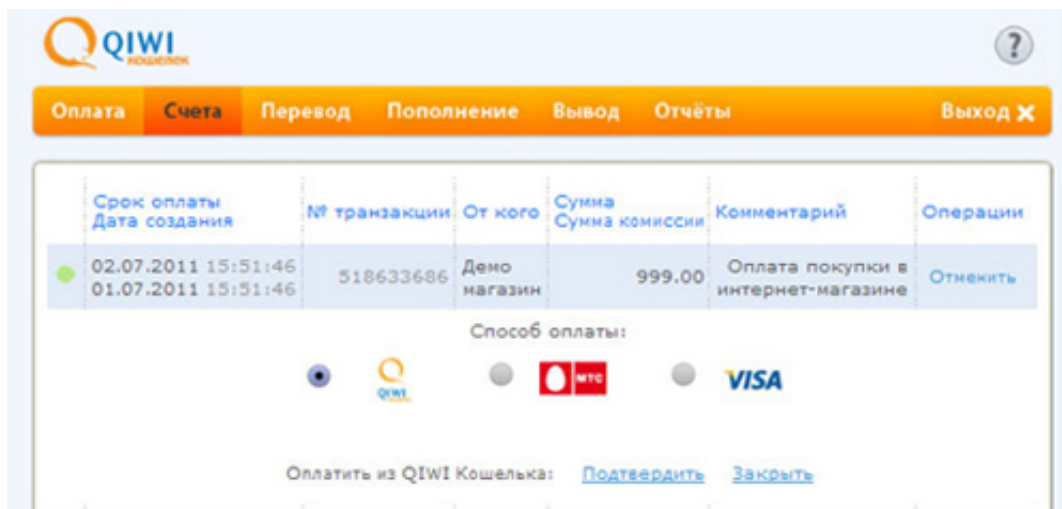 QIWI
КОШЕЛЕК
?
Оплата Счета Перевод Пополнение Вывод Отчёты Выход
Срок оплаты № транзакции От кого Сумма Комментарий Операции
Дата создания Сумма комиссии
02.07.2011 15:51:46 518633686 Демо 999.00 Оплата покупки в Отменить
01.07.2011 15:51:46 магазин интернет-магазине
Способ оплаты:
QIWI МТС VISA
Оплатить из QIWI Кошелька: Подтвердить Закрыть